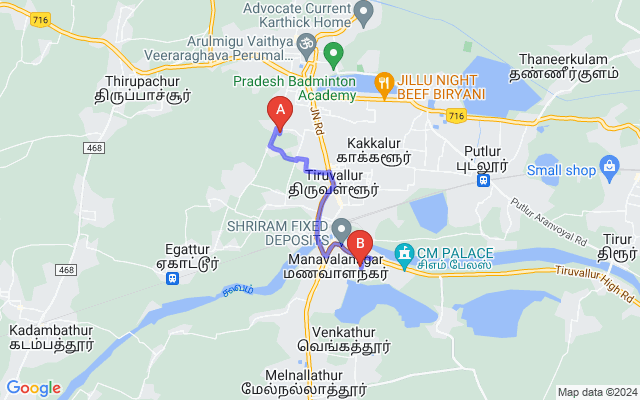 Advocate Current
Karthick Home
716
Arulmigu Vaithya
Veeraraghava Perumal...
Thaneerkulam
தண்ணீர்குளம்
Thirupachur
திருப்பாச்சூர்
Pradesh Badminton
Academy
JILLU NIGHT
BEEF BIRYANI
A
JN Rd
716
716
468
Kakkalur
காக்களூர்
Putlur
புட்லூர்
Small shop
Tiruvallur
திருவள்ளூர்
468
Putlur Aranvoyal Rd
SHRIRAM FIXED
DEPOSITS
B
Egattur
ஏகாட்டூர்
CM PALACE
சிஎம் பேலஸ்
Tirur
திரூர்
Manavalanagar
மணவாளநகர்
Tiruvallur High Rd
Kadambathur
கடம்பத்தூர்
Venkathur
வெங்கத்தூர்
Melnallathur
மேல்நல்லாத்தூர்
Google
Map data ©2024